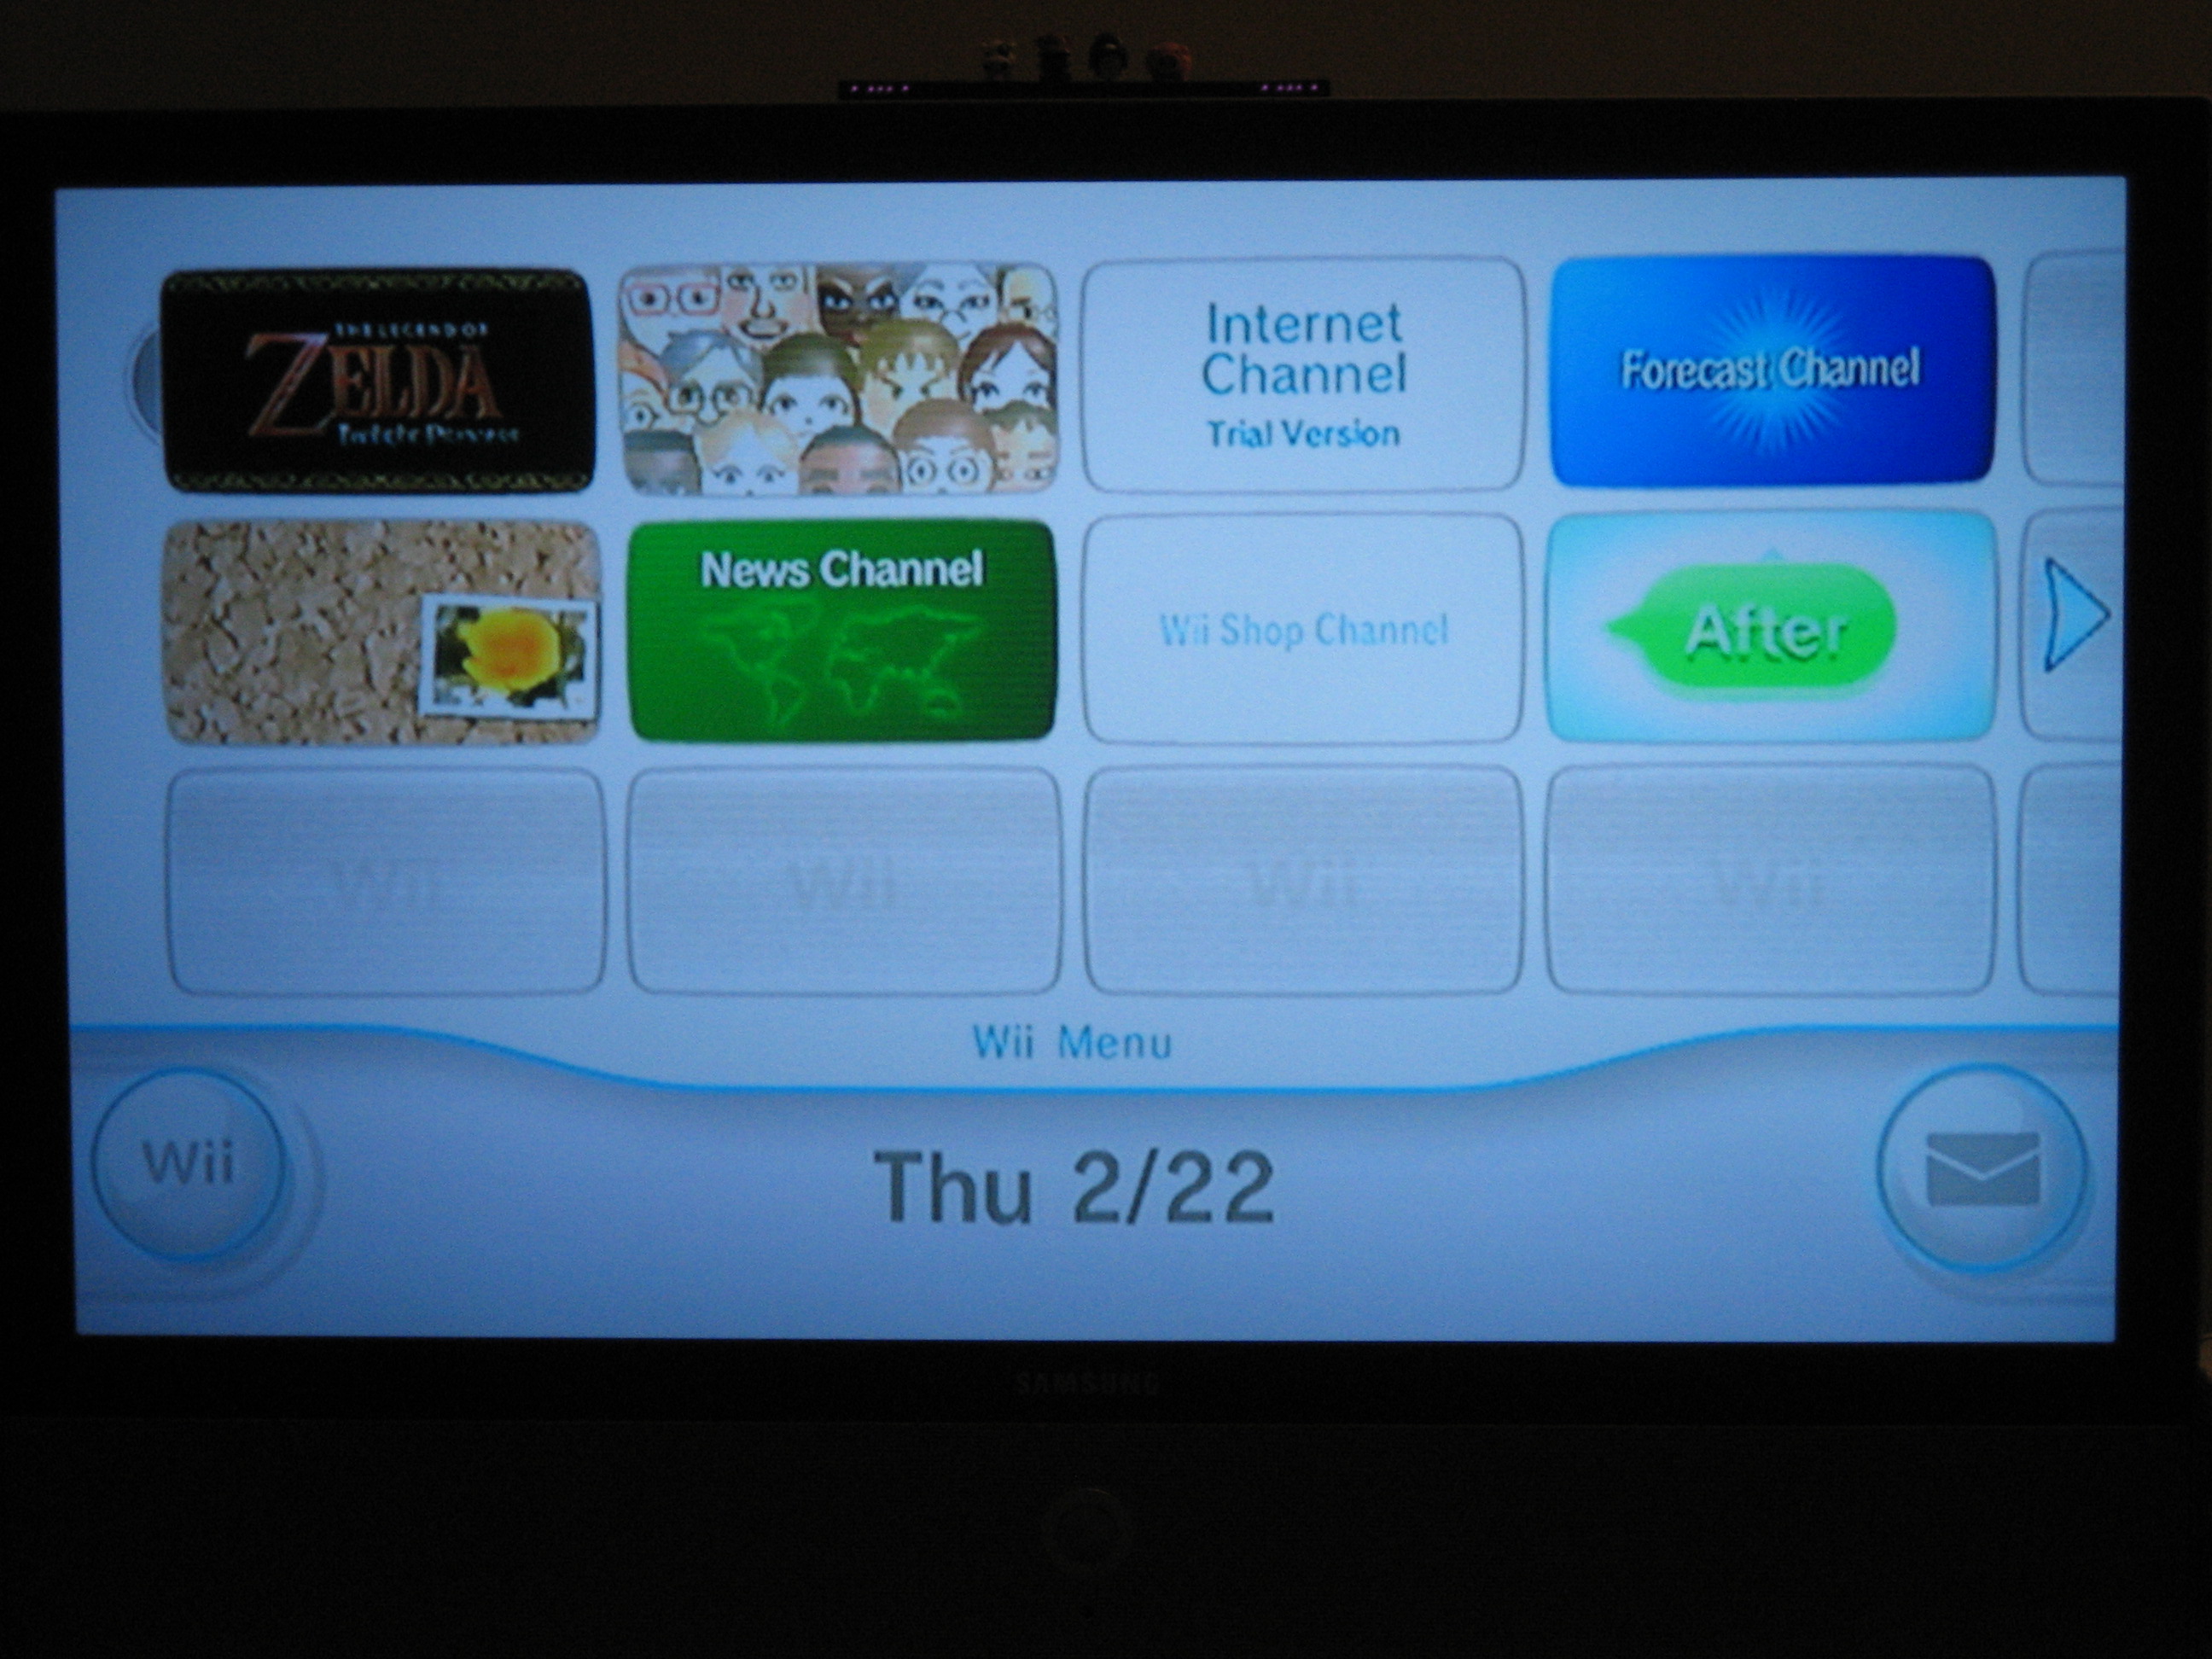 THE LEGEND OF
ZELDA
Twilight Princess
Internet
Channel
Trial Version
Forecast Channel
News Channel
Wii Shop Channel
After
Wii
Wii
Wii
Wii
Wii Menu
Wii
Thu 2/22
SAMSUNG